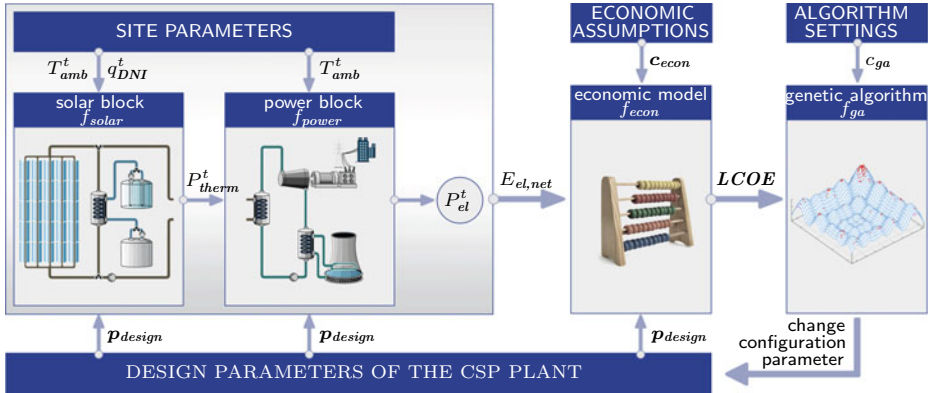 SITE PARAMETERS
ECONOMIC
ASSUMPTIONS
ALGORITHM
SETTINGS
T^t_amb q^t_DNI
T^t_amb
c_econ
c_ga
solar block
f_solar
power block
f_power
economic model
f_econ
genetic algorithm
f_ga
P^t_therm
P^t_el
E_el,net
LCOE
p_design
p_design
p_design
change
configuration
parameter
DESIGN PARAMETERS OF THE CSP PLANT